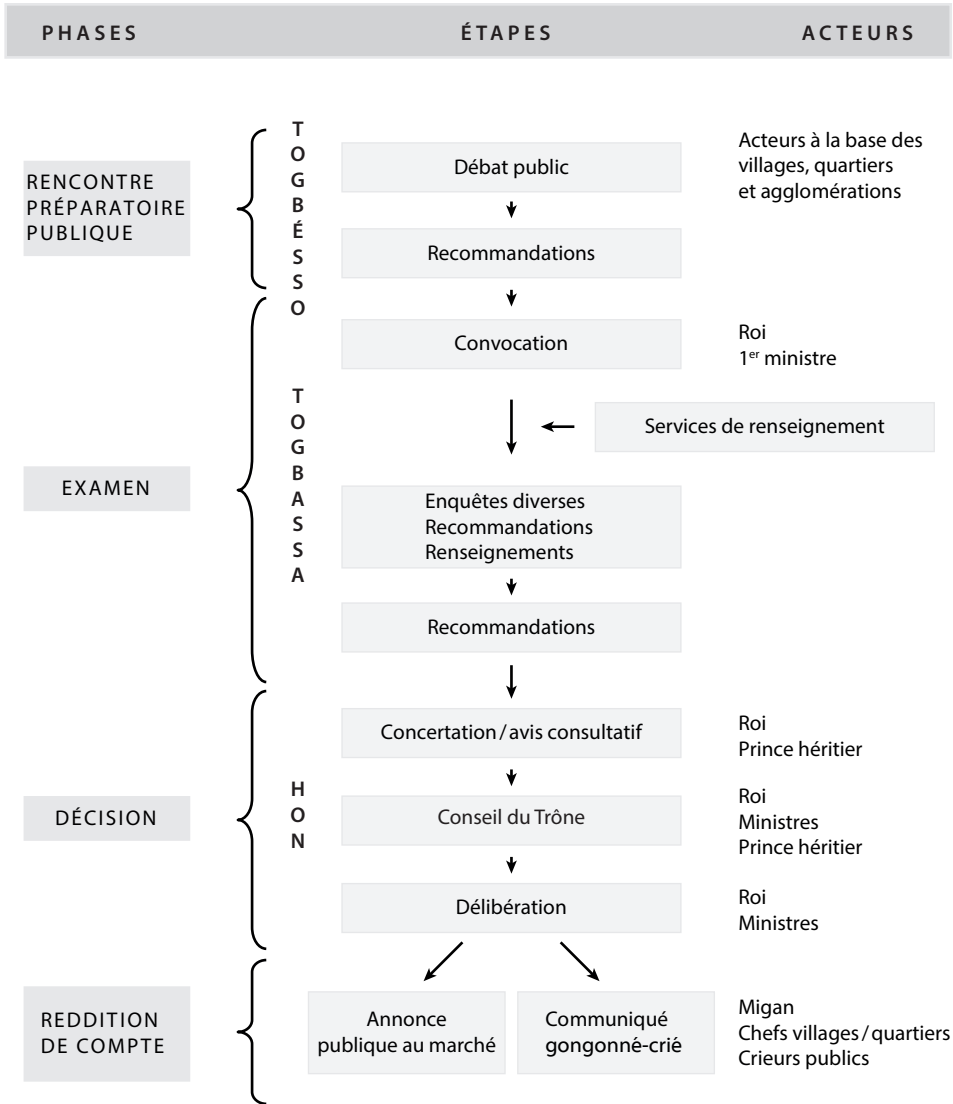 PHASES ÉTAPES ACTEURS
RENCONTRE
PRÉPARATOIRE
PUBLIQUE
TOGBÉSSO
Débat public
Acteurs à la base des
villages, quartiers
et agglomérations
Recommandations
EXAMEN
TOGBASSA
Convocation
Roi
1er ministre
Services de renseignement
Enquêtes diverses
Recommandations
Renseignements
Recommandations
DÉCISION
HON
Concertation / avis consultatif
Roi
Prince héritier
Conseil du Trône
Roi
Ministres
Prince héritier
Délibération
Roi
Ministres
REDDITION
DE COMPTE
Annonce
publique au marché
Communiqué
gongonné-crié
Migan
Chefs villages / quartiers
Crieurs publics